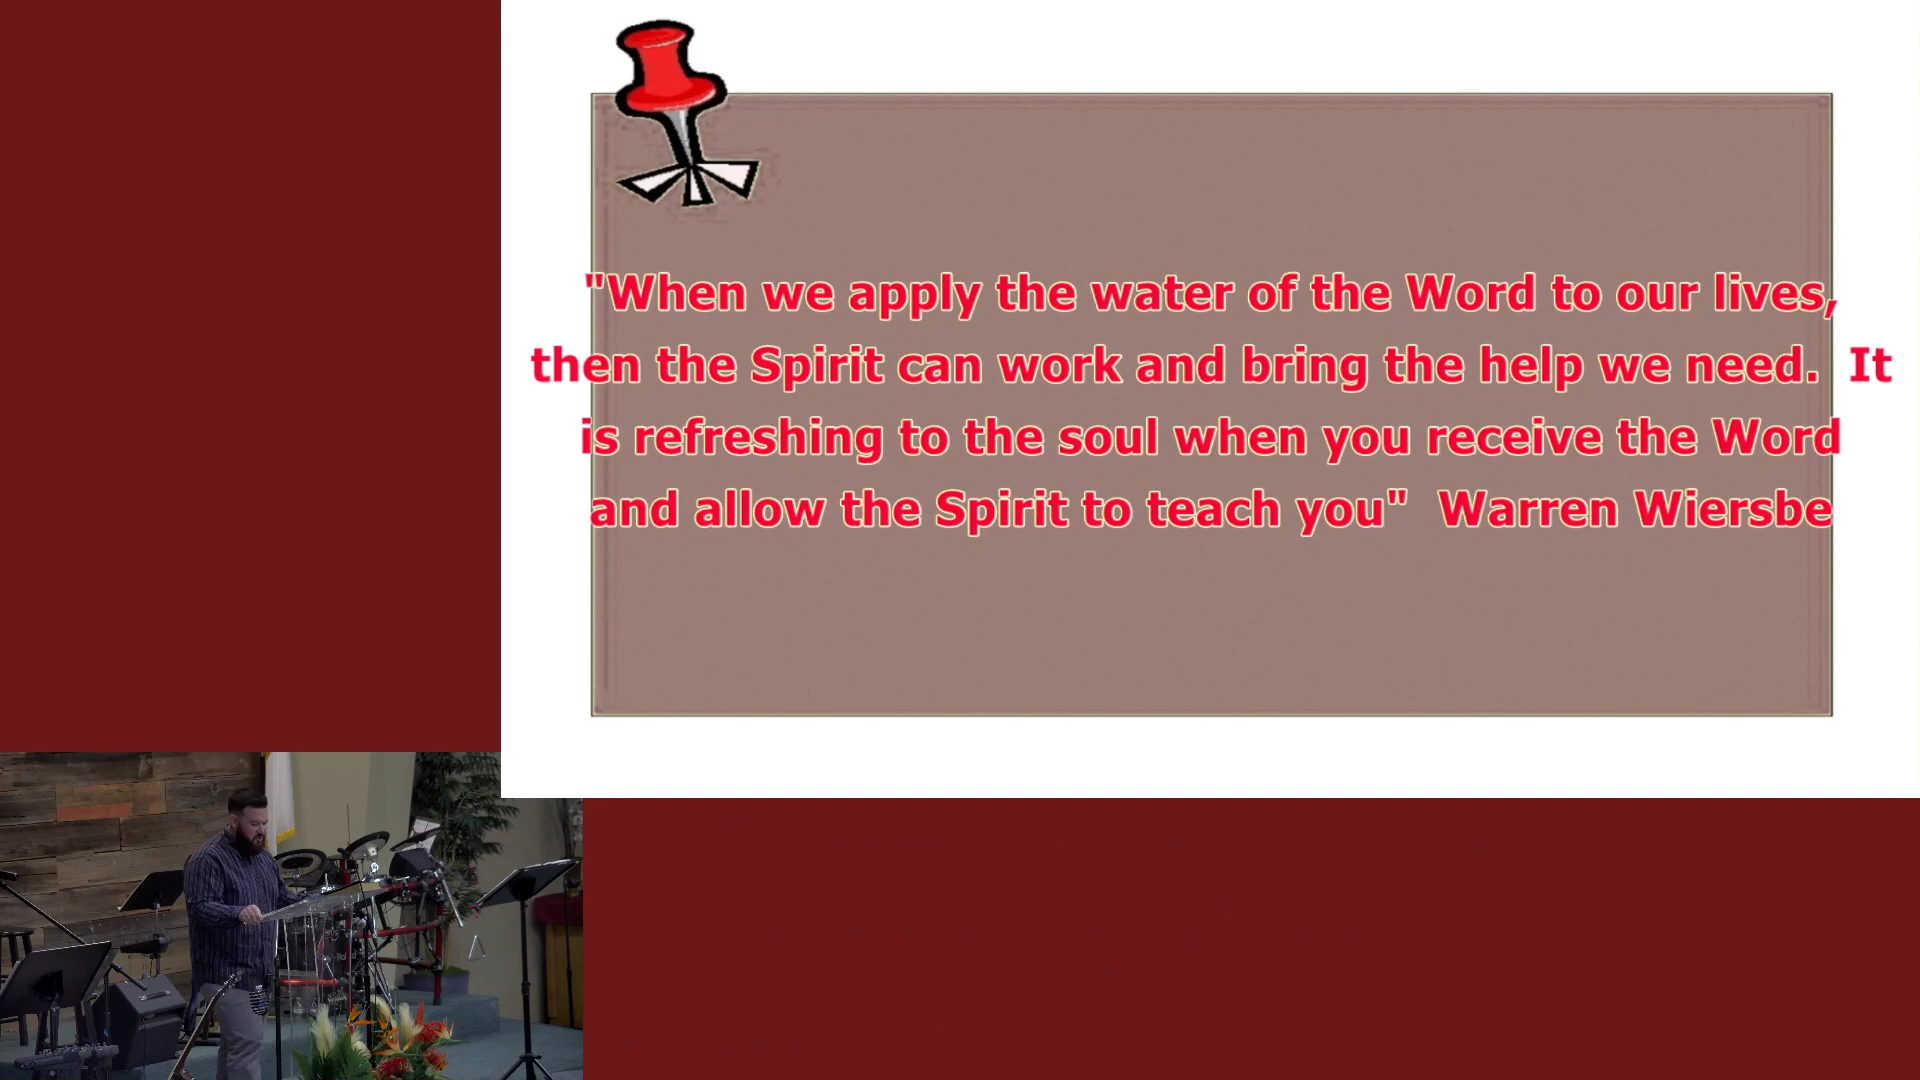 "When we apply the water of the Word to our lives,
then the Spirit can work and bring the help we need.  It
is refreshing to the soul when you receive the Word
and allow the Spirit to teach you"  Warren Wiersbe